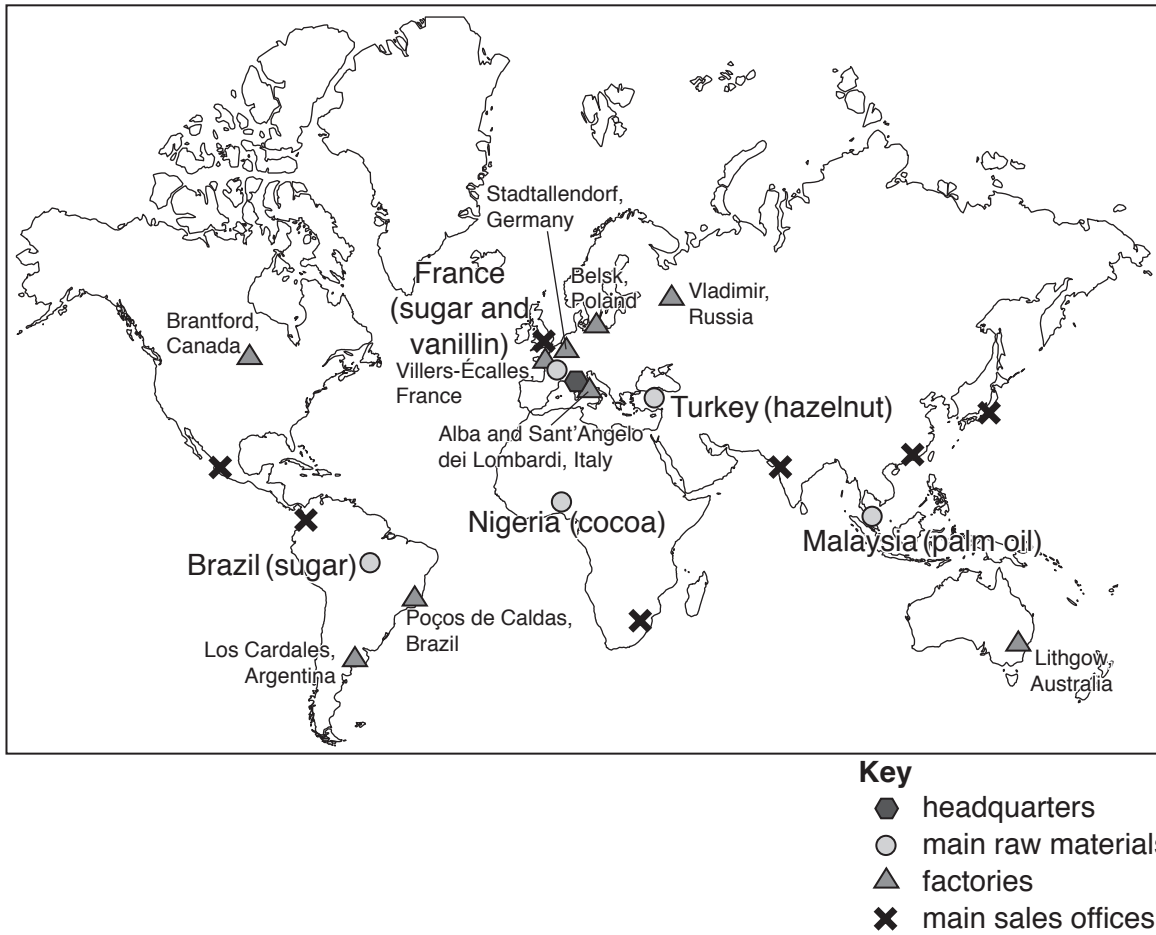 Stadtallendorf,
Germany
France
(sugar and
vanillin)
Belsk,
Poland
Vladimir,
Russia
Brantford,
Canada
Villers-Écalles,
France
Turkey (hazelnut)
Alba and Sant'Angelo
dei Lombardi, Italy
Nigeria (cocoa)
Malaysia (palm oil)
Brazil (sugar)
Poços de Caldas,
Brazil
Los Cardales,
Argentina
Lithgow,
Australia
Key
headquarters
main raw materials
factories
main sales offices